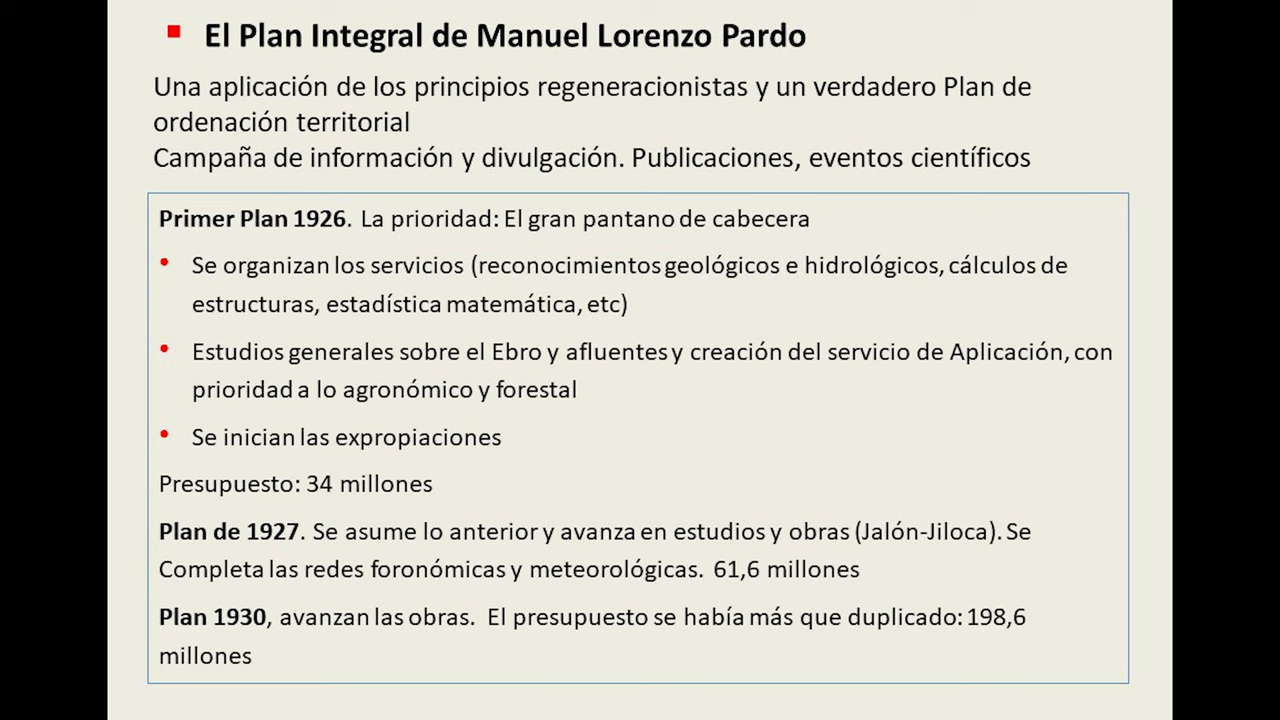 El Plan Integral de Manuel Lorenzo Pardo
Una aplicación de los principios regeneracionistas y un verdadero Plan de
ordenación territorial
Campaña de información y divulgación. Publicaciones, eventos científicos
Primer Plan 1926. La prioridad: El gran pantano de cabecera
• Se organizan los servicios (reconocimientos geológicos e hidrológicos, cálculos de
estructuras, estadística matemática, etc)
• Estudios generales sobre el Ebro y afluentes y creación del servicio de Aplicación, con
prioridad a lo agronómico y forestal
• Se inician las expropiaciones
Presupuesto: 34 millones
Plan de 1927. Se asume lo anterior y avanza en estudios y obras (Jalón-Jiloca). Se
Completa las redes foronómicas y meteorológicas. 61,6 millones
Plan 1930, avanzan las obras. El presupuesto se había más que duplicado: 198,6
millones